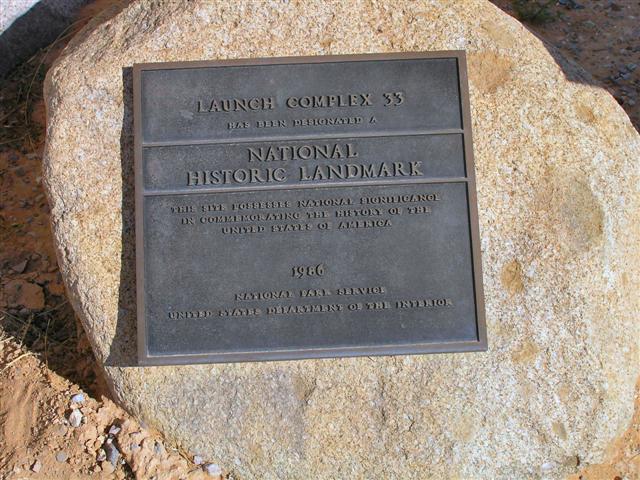 LAUNCH COMPLEX 33
HAS BEEN DESIGNATED A
NATIONAL
HISTORIC LANDMARK
THIS SITE POSSESSES NATIONAL SIGNIFICANCE
IN COMMEMORATING THE HISTORY OF THE
UNITED STATES OF AMERICA
1986
NATIONAL PARK SERVICE
UNITED STATES DEPARTMENT OF THE INTERIOR